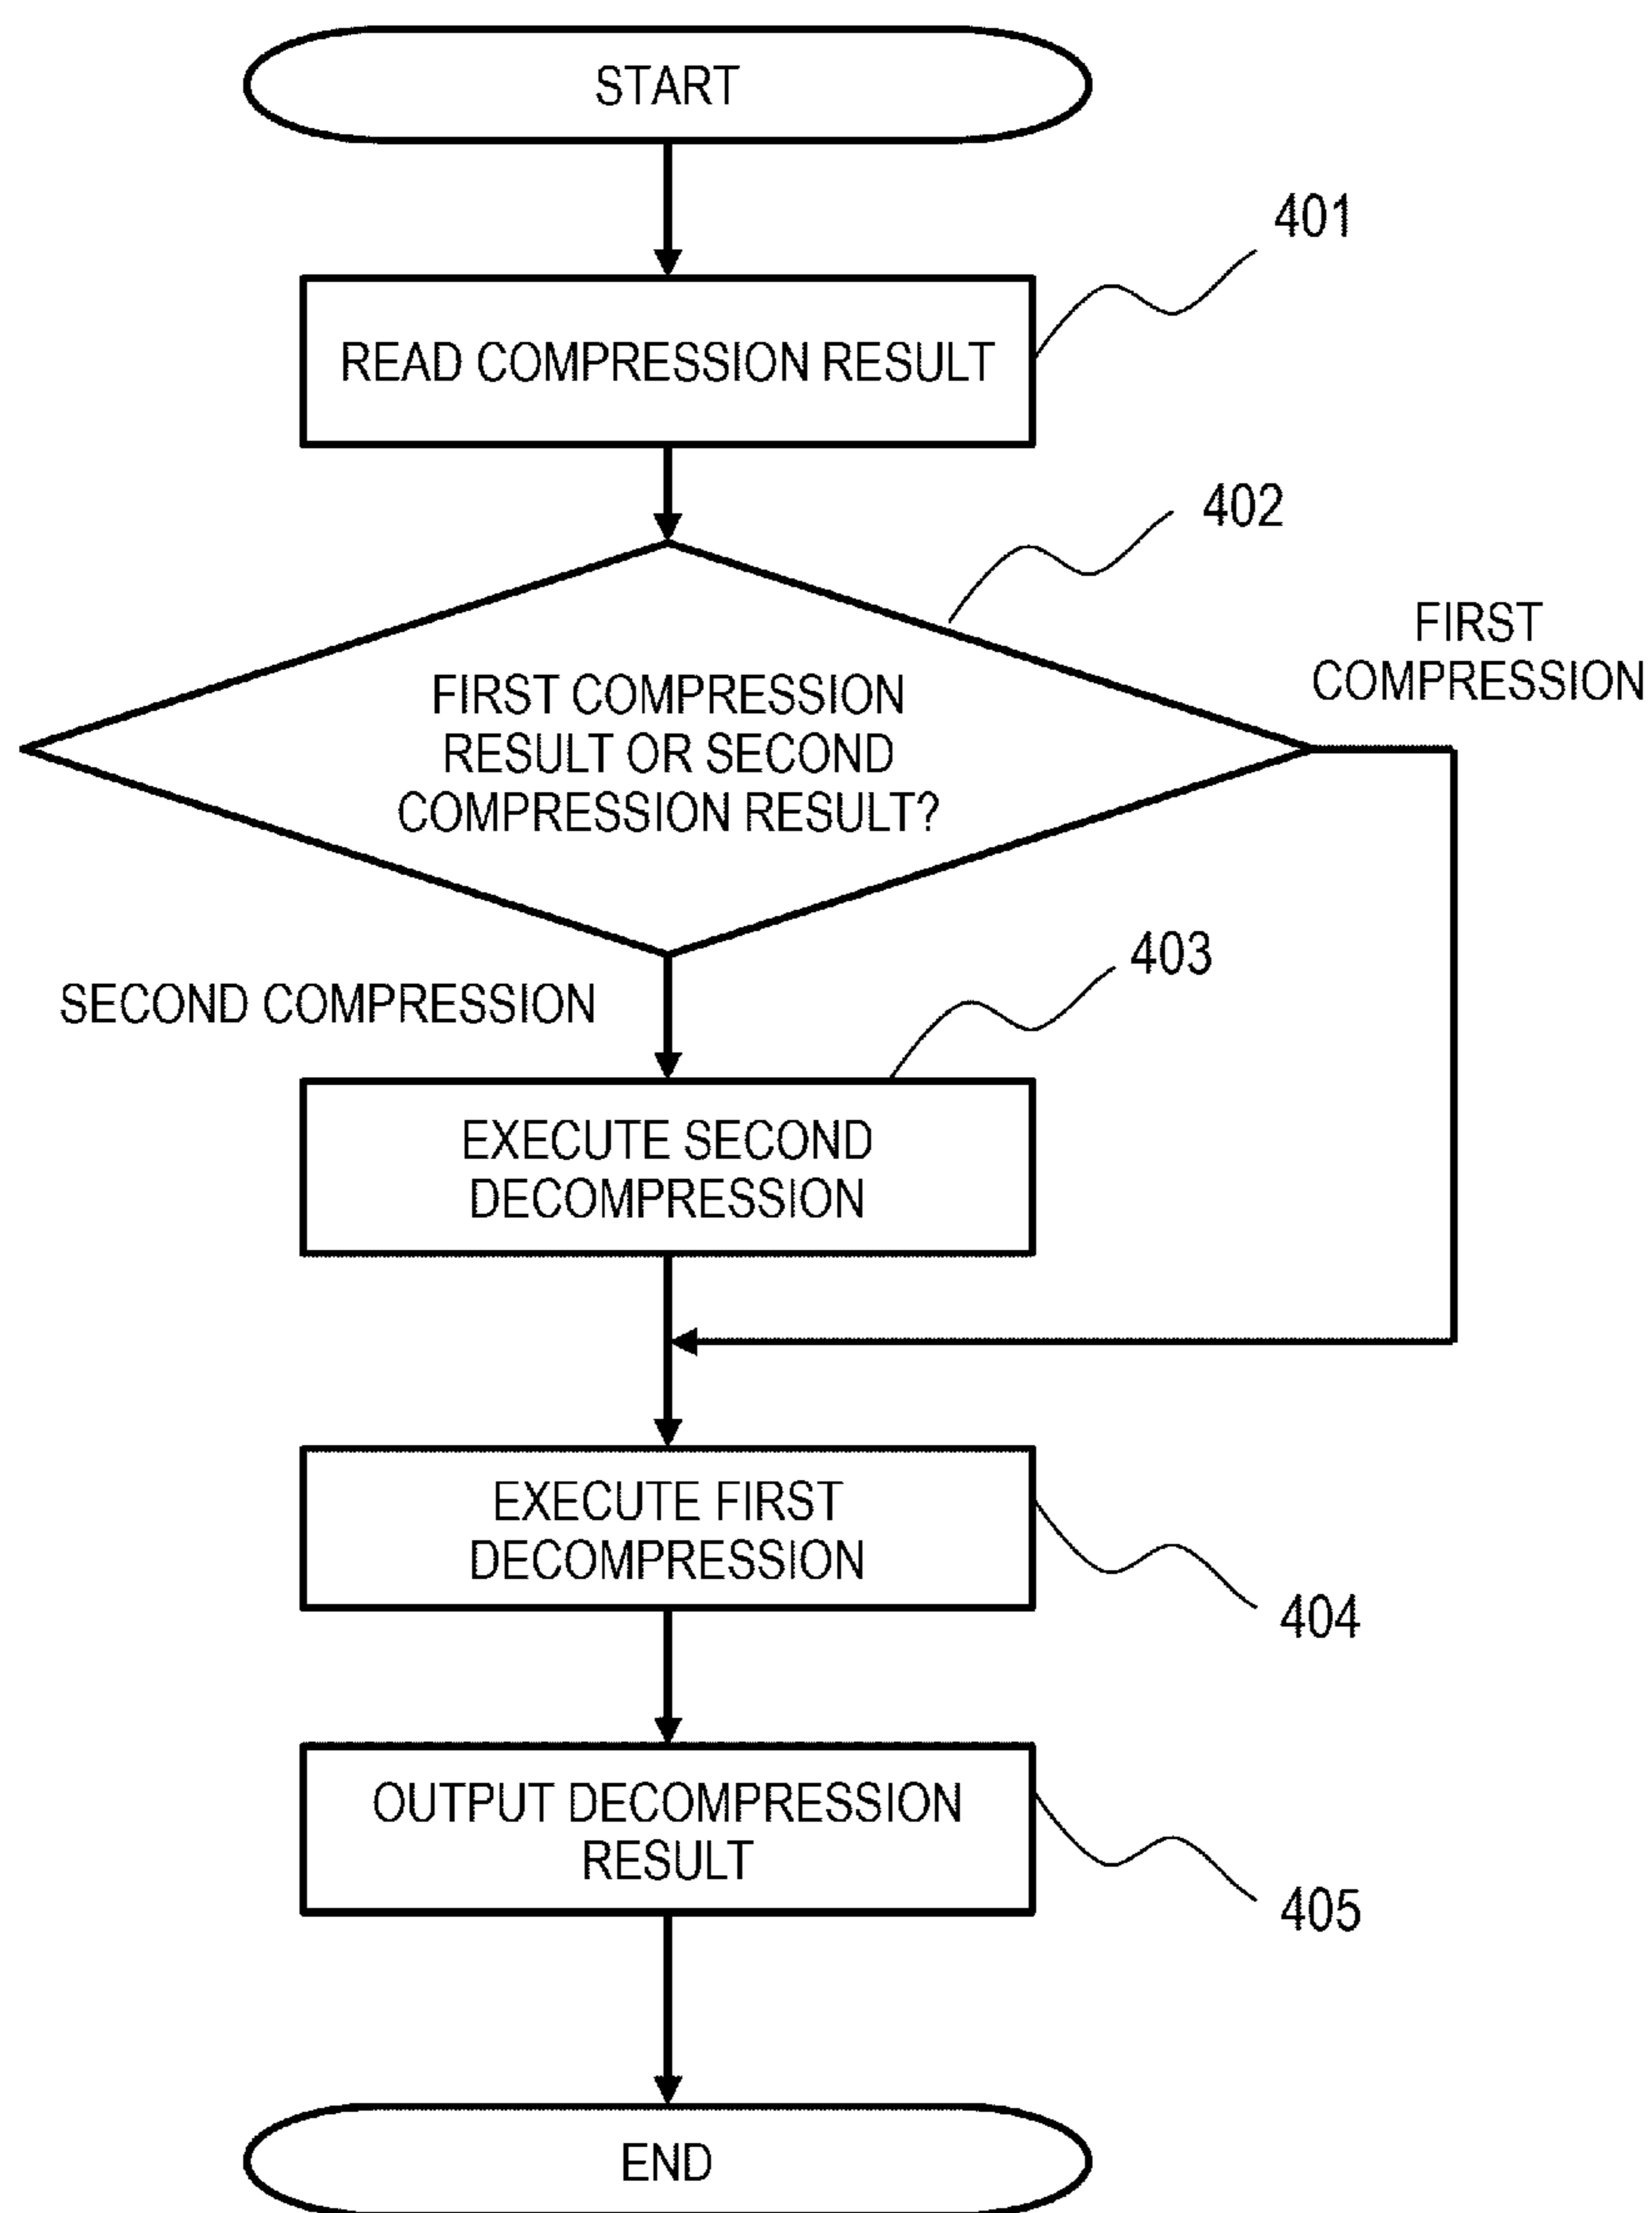 START
401
READ COMPRESSION RESULT
402
FIRST
COMPRESSION
FIRST COMPRESSION
RESULT OR SECOND
COMPRESSION RESULT?
403
SECOND COMPRESSION
EXECUTE SECOND
DECOMPRESSION
EXECUTE FIRST
DECOMPRESSION
404
OUTPUT DECOMPRESSION
RESULT
405
END